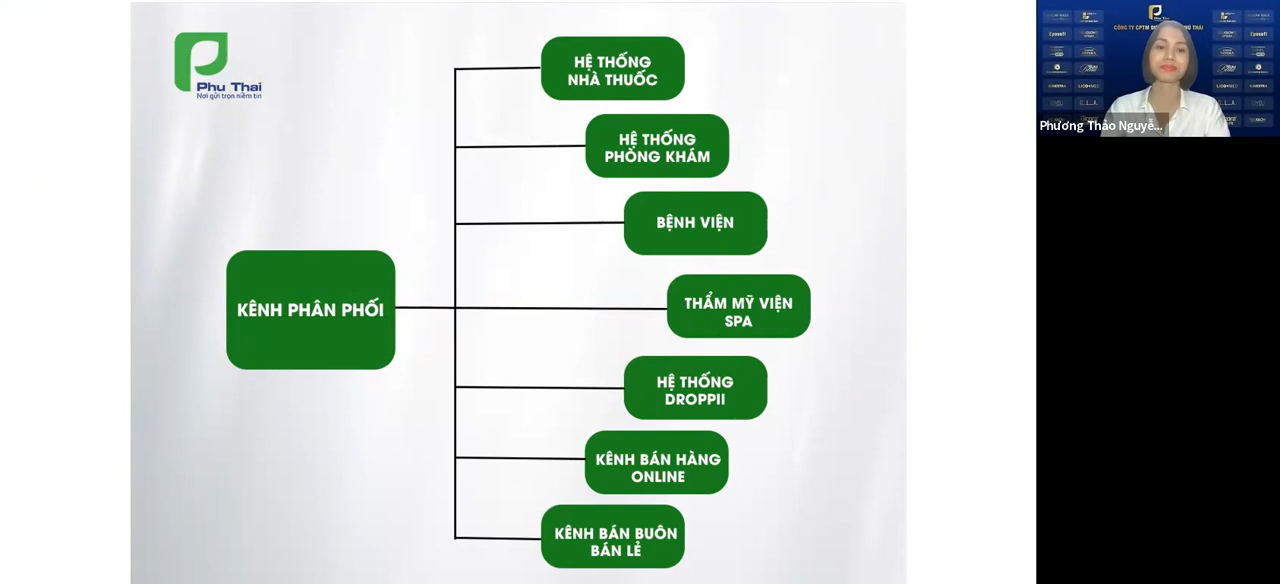 Phu Thai
Nơi gửi trọn niềm tin
HỆ THỐNG
NHÀ THUỐC
HỆ THỐNG
PHÒNG KHÁM
BỆNH VIỆN
KÊNH PHÂN PHỐI
THẨM MỸ VIỆN
SPA
HỆ THỐNG
DROPPII
KÊNH BÁN HÀNG
ONLINE
KÊNH BÁN BUÔN
BÁN LẺ
Phương Thảo Nguyễ...